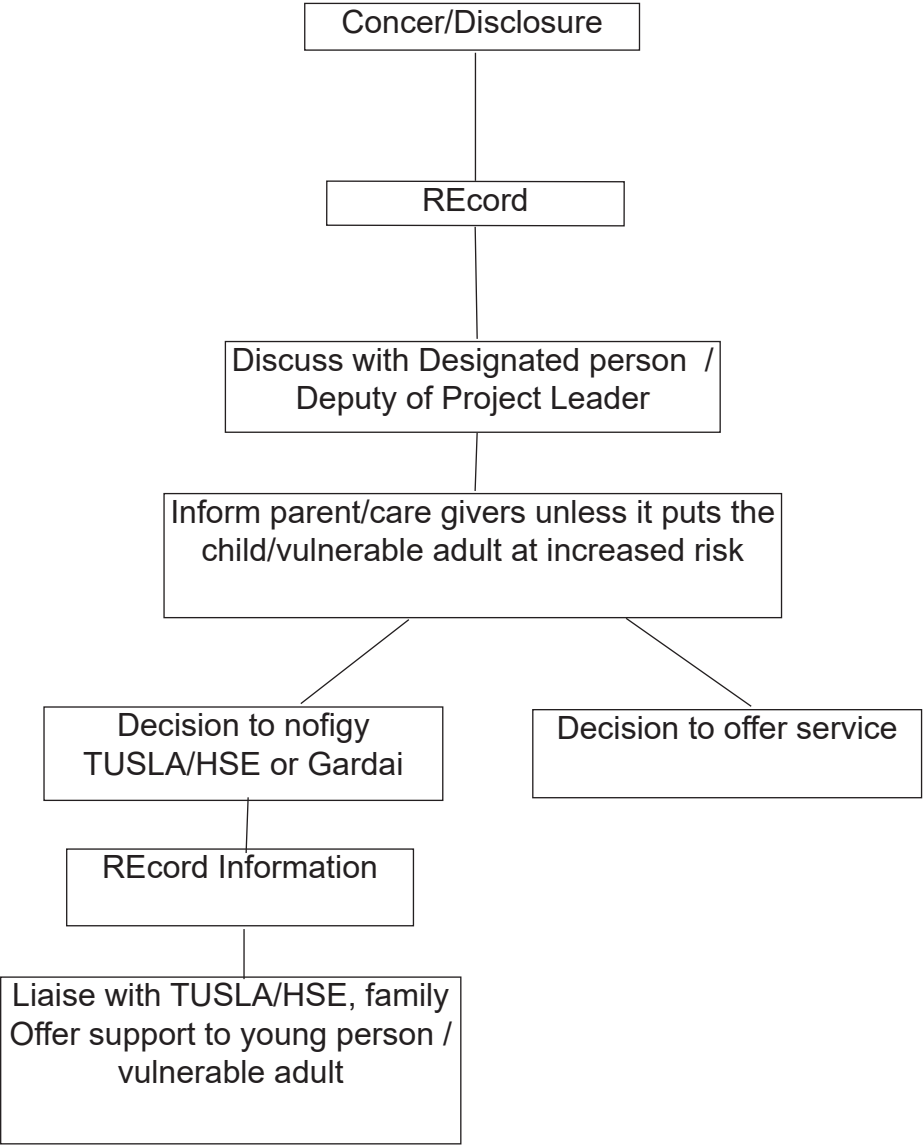 Concer/Disclosure
REcord
Discuss with Designated person /
Deputy of Project Leader
Inform parent/care givers unless it puts the
child/vulnerable adult at increased risk
Decision to nofigy
TUSLA/HSE or Gardai
Decision to offer service
REcord Information
Liaise with TUSLA/HSE, family
Offer support to young person /
vulnerable adult